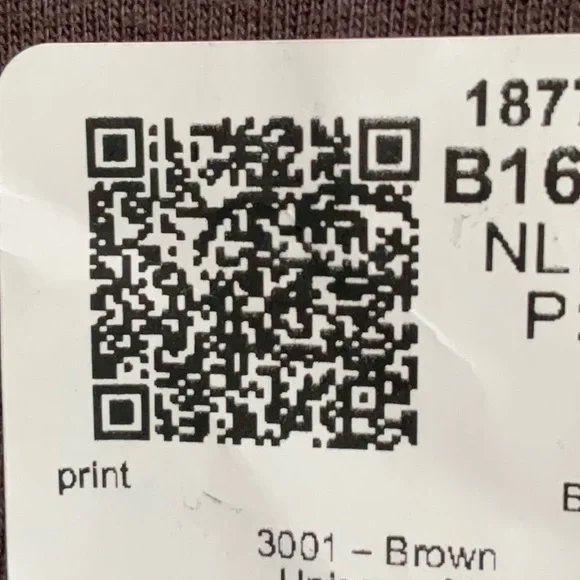 1877
B16
NL
P
print
B
3001 – Brown